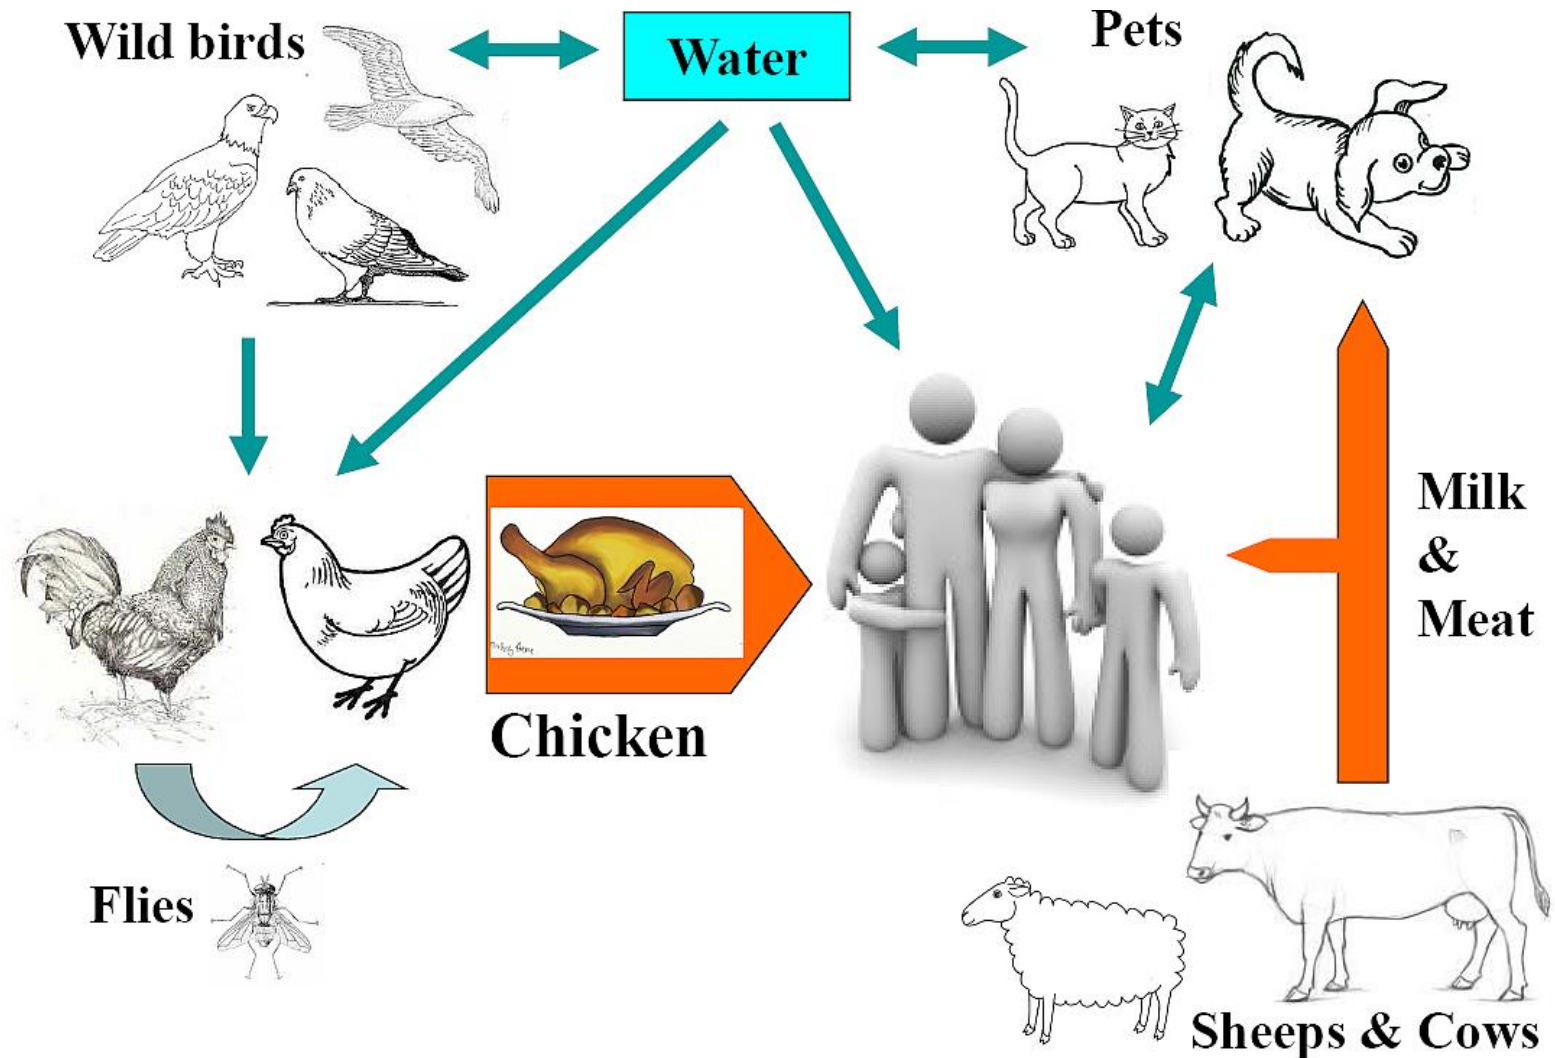 Wild birds
Water
Pets
Milk
&
Meat
Chicken
Flies
Sheeps & Cows